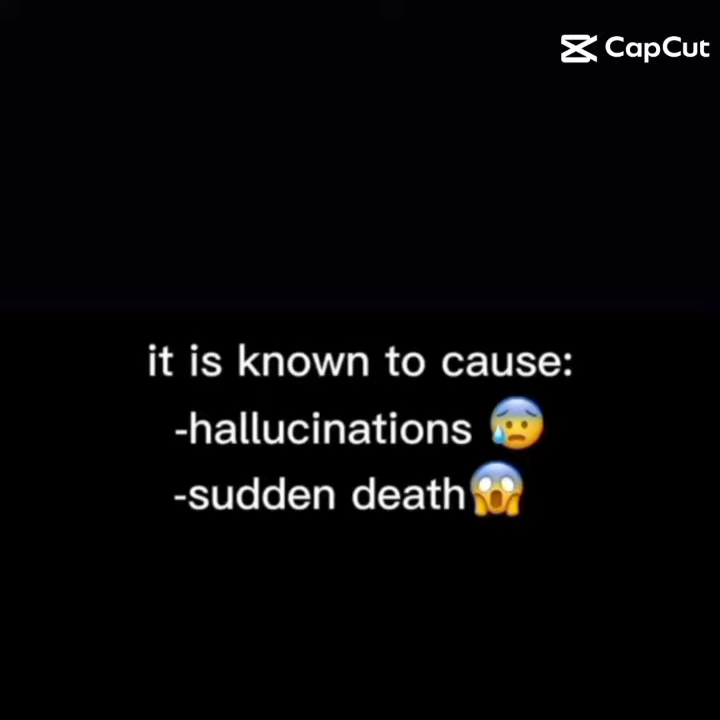 CapCut
it is known to cause:
-hallucinations 😰
-sudden death😱